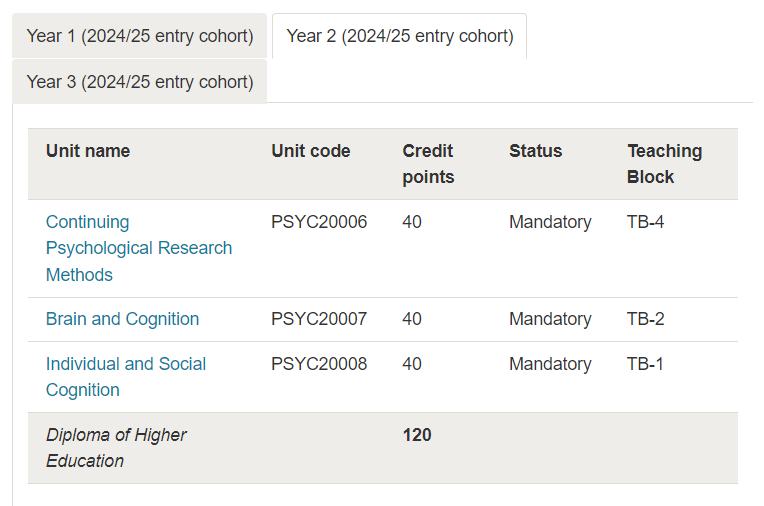 Year 1 (2024/25 entry cohort)
Year 2 (2024/25 entry cohort)
Year 3 (2024/25 entry cohort)
Unit name Unit code Credit points Status Teaching Block
Continuing Psychological Research Methods PSYC20006 40 Mandatory TB-4
Brain and Cognition PSYC20007 40 Mandatory TB-2
Individual and Social Cognition PSYC20008 40 Mandatory TB-1
Diploma of Higher Education 120